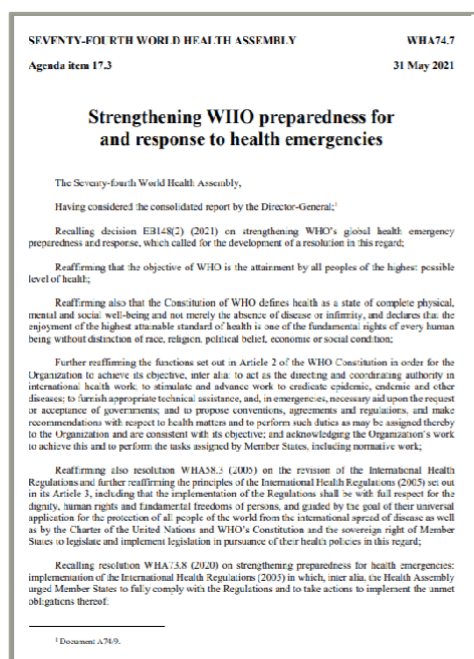 SEVENTY-FOURTH WORLD HEALTH ASSEMBLY WHA74.7
Agenda item 17.3 31 May 2021
Strengthening WHO preparedness for
and response to health emergencies
The Seventy-fourth World Health Assembly,
Having considered the consolidated report by the Director-General;1
Recalling decision EB148(2) (2021) on strengthening WHO's global health emergency
preparedness and response, which called for the development of a resolution in this regard;
Reaffirming that the objective of WHO is the attainment by all peoples of the highest possible
level of health;
Reaffirming also that the Constitution of WHO defines health as a state of complete physical,
mental and social well-being and not merely the absence of disease or infirmity, and declares that the
enjoyment of the highest attainable standard of health is one of the fundamental rights of every human
being without distinction of race, religion, political belief, economic or social condition;
Further reaffirming the functions set out in Article 2 of the WHO Constitution in order for the
Organization to achieve its objective, inter alia: to act as the directing and coordinating authority in
international health work; to stimulate and advance work to eradicate epidemic, endemic and other
diseases; to furnish appropriate technical assistance, and, in emergencies, necessary aid upon the request
or acceptance of governments; and to propose conventions, agreements and regulations, and make
recommendations with respect to health matters and to perform such duties as may be assigned thereby
to the Organization and are consistent with its objective; and acknowledging the Organization's work
to achieve this and to perform the tasks assigned by Member States, including normative work;
Reaffirming also resolution WHA58.3 (2005) on the revision of the International Health
Regulations and further reaffirming the principles of the International Health Regulations (2005) set out
in its Article 3, including that the implementation of the Regulations shall be with full respect for the
dignity, human rights and fundamental freedoms of persons, and guided by the goal of their universal
application for the protection of all people of the world from the international spread of disease as well
as by the Charter of the United Nations and WHO's Constitution and the sovereign right of Member
States to legislate and implement legislation in pursuance of their health policies in this regard;
Recalling resolution WHA73.8 (2020) on strengthening preparedness for health emergencies:
implementation of the International Health Regulations (2005) in which, inter alia, the Health Assembly
urged Member States to fully comply with the Regulations and to take actions to implement the unmet
obligations thereof;
1 Document A74/9.